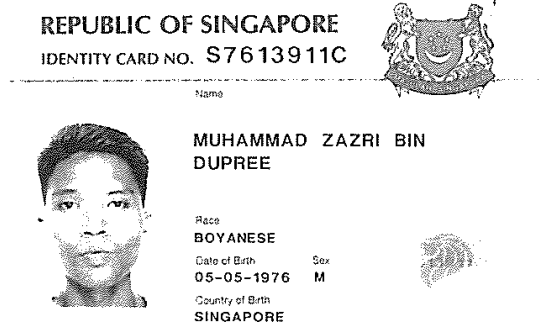 REPUBLIC OF SINGAPORE
IDENTITY CARD NO. S7613911C
Name
MUHAMMAD ZAZRI BIN
DUPREE
Race
BOYANESE
Date of Birth Sex
05-05-1976 M
Country of Birth
SINGAPORE